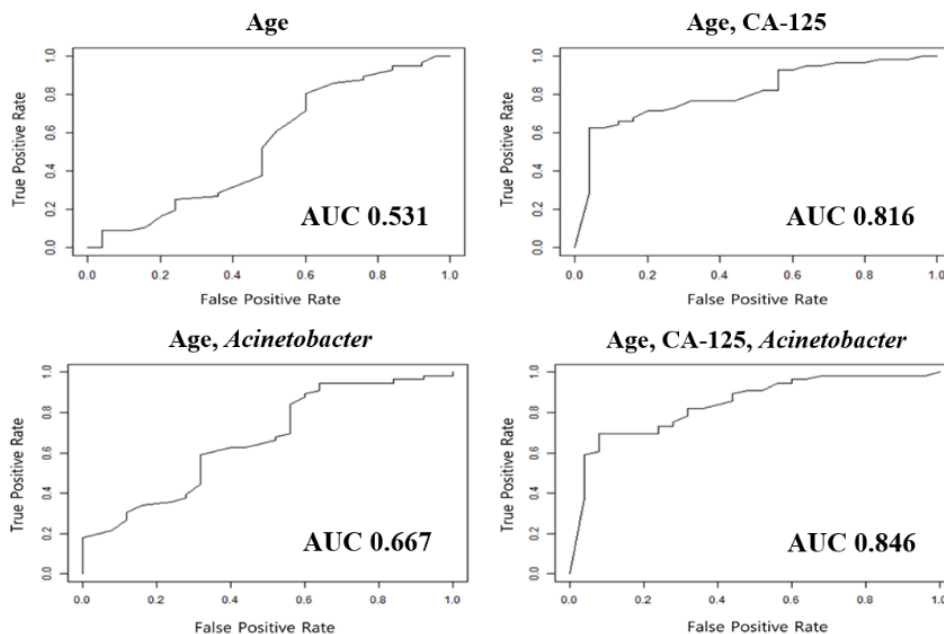 Age
1.0
0.8
0.6
0.4
0.2
0.0
True Positive Rate
AUC 0.531
0.0 0.2 0.4 0.6 0.8 1.0
False Positive Rate
Age, CA-125
1.0
0.8
0.6
0.4
0.2
0.0
True Positive Rate
AUC 0.816
0.0 0.2 0.4 0.6 0.8 1.0
False Positive Rate
Age, Acinetobacter
1.0
0.8
0.6
0.4
0.2
0.0
True Positive Rate
AUC 0.667
0.0 0.2 0.4 0.6 0.8 1.0
False Positive Rate
Age, CA-125, Acinetobacter
1.0
0.8
0.6
0.4
0.2
0.0
True Positive Rate
AUC 0.846
0.0 0.2 0.4 0.6 0.8 1.0
False Positive Rate